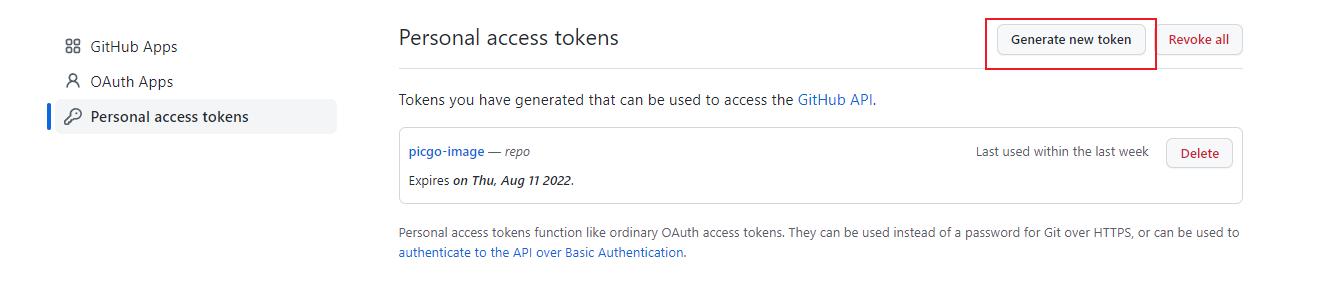 GitHub Apps
OAuth Apps
Personal access tokens
Personal access tokens
Generate new token
Revoke all
Tokens you have generated that can be used to access the GitHub API.
picgo-image — repo
Last used within the last week
Delete
Expires on Thu, Aug 11 2022.
Personal access tokens function like ordinary OAuth access tokens. They can be used instead of a password for Git over HTTPS, or can be used to
authenticate to the API over Basic Authentication.